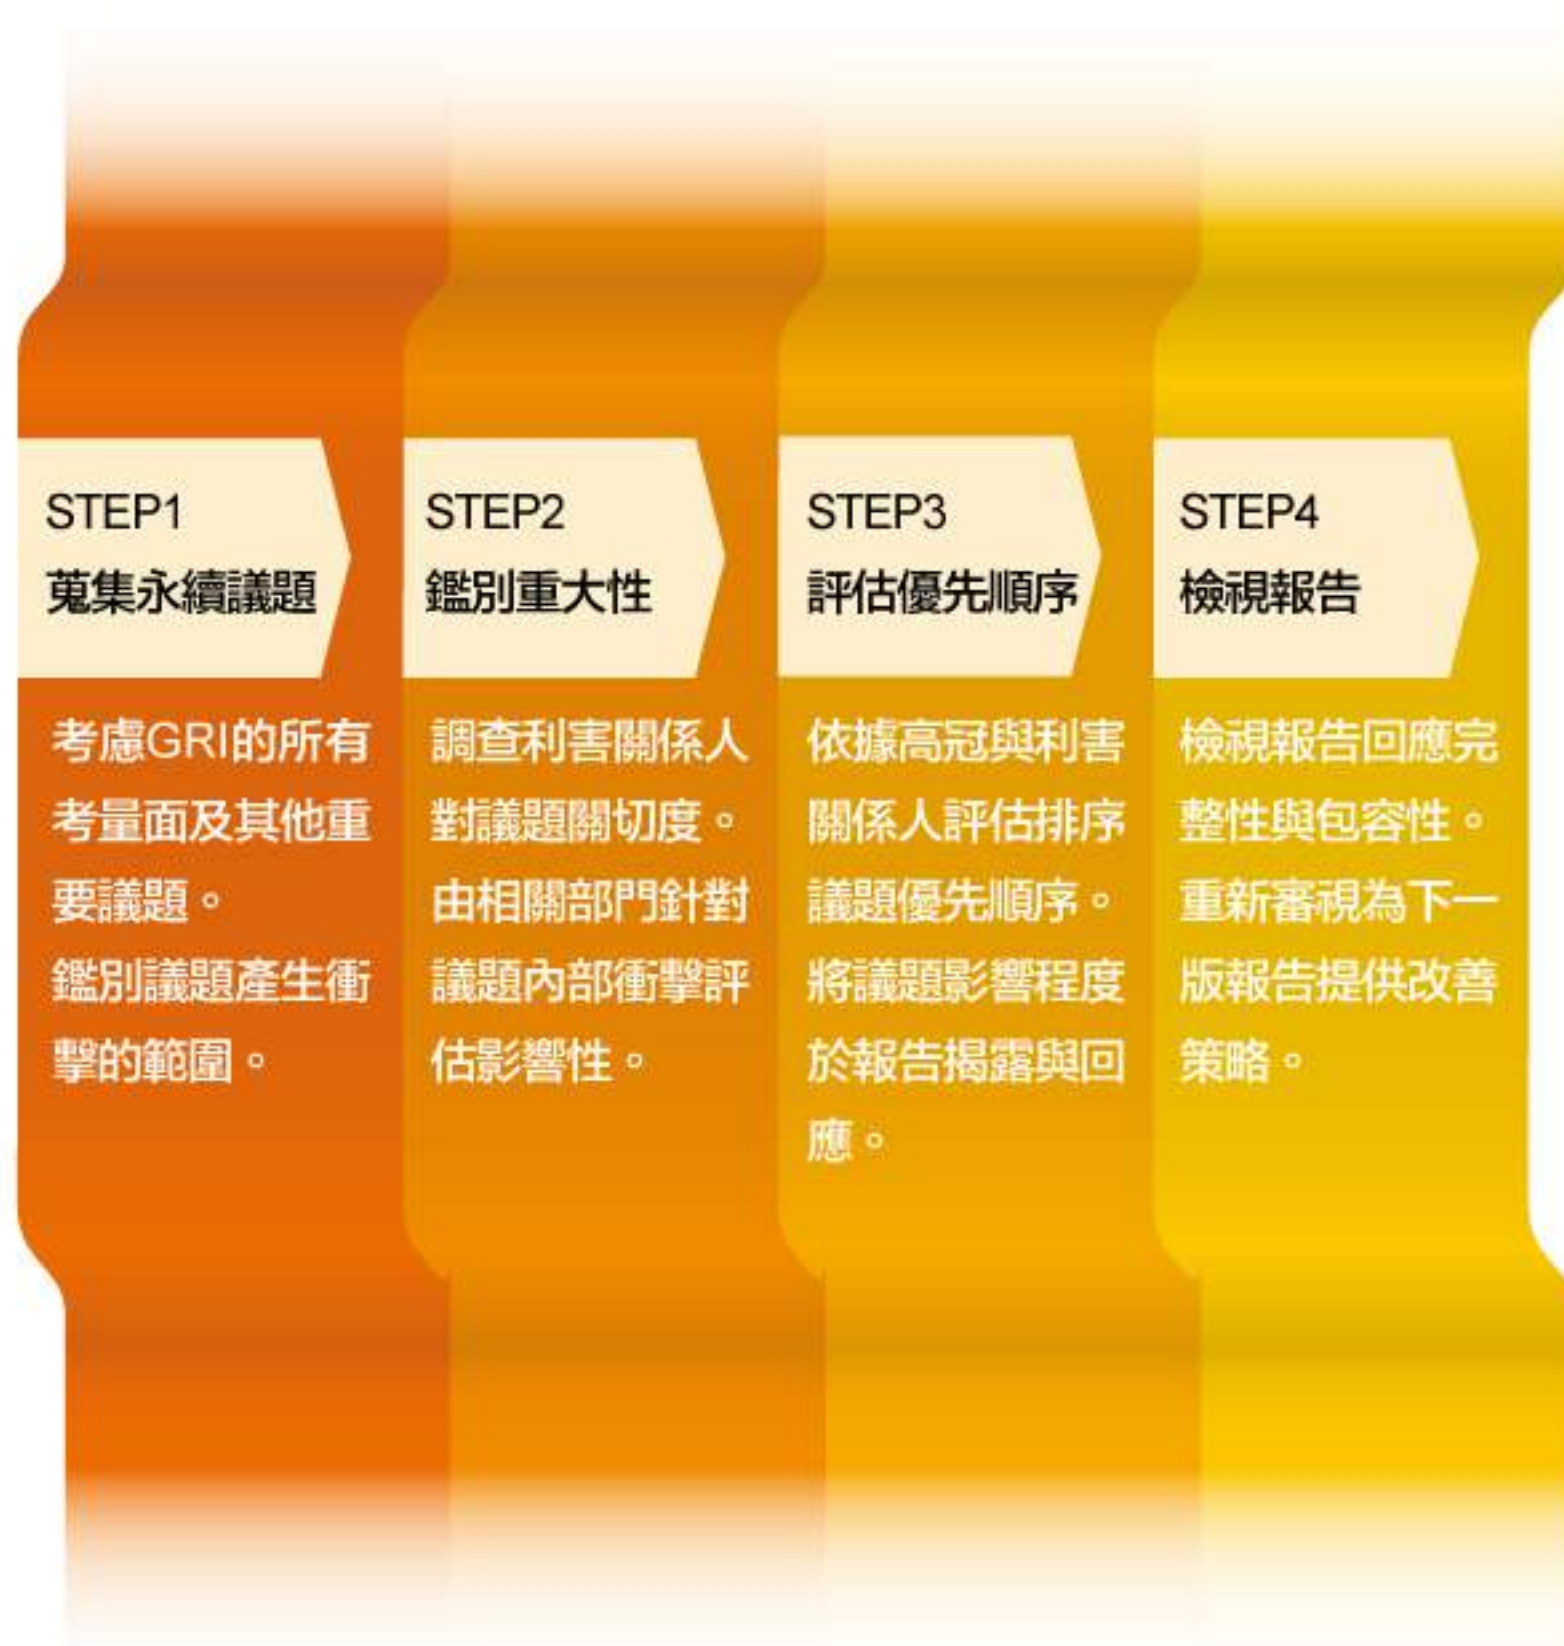 STEP1
蒐集永續議題
考慮GRI的所有
考量面及其他重
要議題。
鑑別議題產生衝
擊的範圍。
STEP2
鑑別重大性
調查利害關係人
對議題關切度。
由相關部門針對
議題內部衝擊評
估影響性。
STEP3
評估優先順序
依據高冠與利害
關係人評估排序
議題優先順序。
將議題影響程度
於報告揭露與回
應。
STEP4
檢視報告
檢視報告回應完
整性與包容性。
重新審視為下一
版報告提供改善
策略。